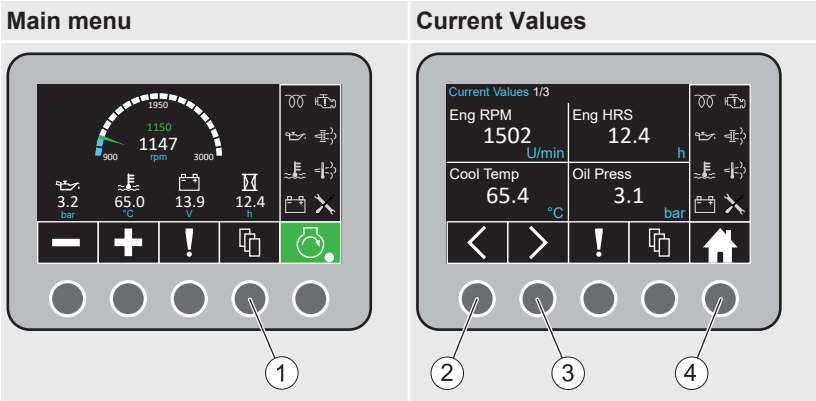 Main menu
Current Values
1950
1150
1147
900 rpm 3000
3.2 65.0 13.9 12.4
bar °C V h
1
Current Values 1/3
Eng RPM Eng HRS
1502 12.4
U/min h
Cool Temp Oil Press
65.4 3.1
°C bar
2 3 4